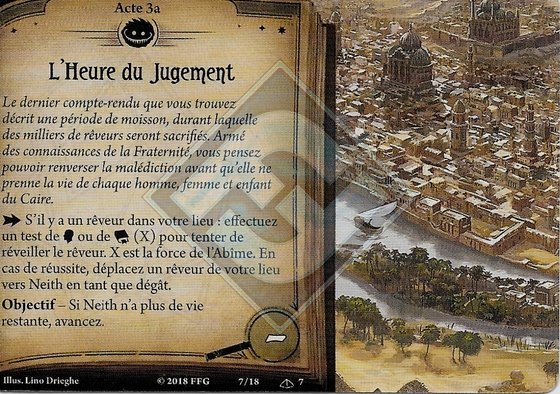 Acte 3a
L'Heure du Jugement
Le dernier compte-rendu que vous trouvez
décrit une période de moisson, durant laquelle
des milliers de rêveurs seront sacrifiés. Armé
des connaissances de la Fraternité, vous pensez
pouvoir renverser la malédiction avant qu'elle ne
prenne la vie de chaque homme, femme et enfant
du Caire.
S'il y a un rêveur dans votre lieu : effectuez
un test de ou de (X) pour tenter de
réveiller le rêveur. X est la force de l'Abîme. En
cas de réussite, déplacez un rêveur de votre lieu
vers Neith en tant que dégât.
Objectif – Si Neith n'a plus de vie
restante, avancez.
Illus. Lino Drieghe
© 2018 FFG
7/18
7